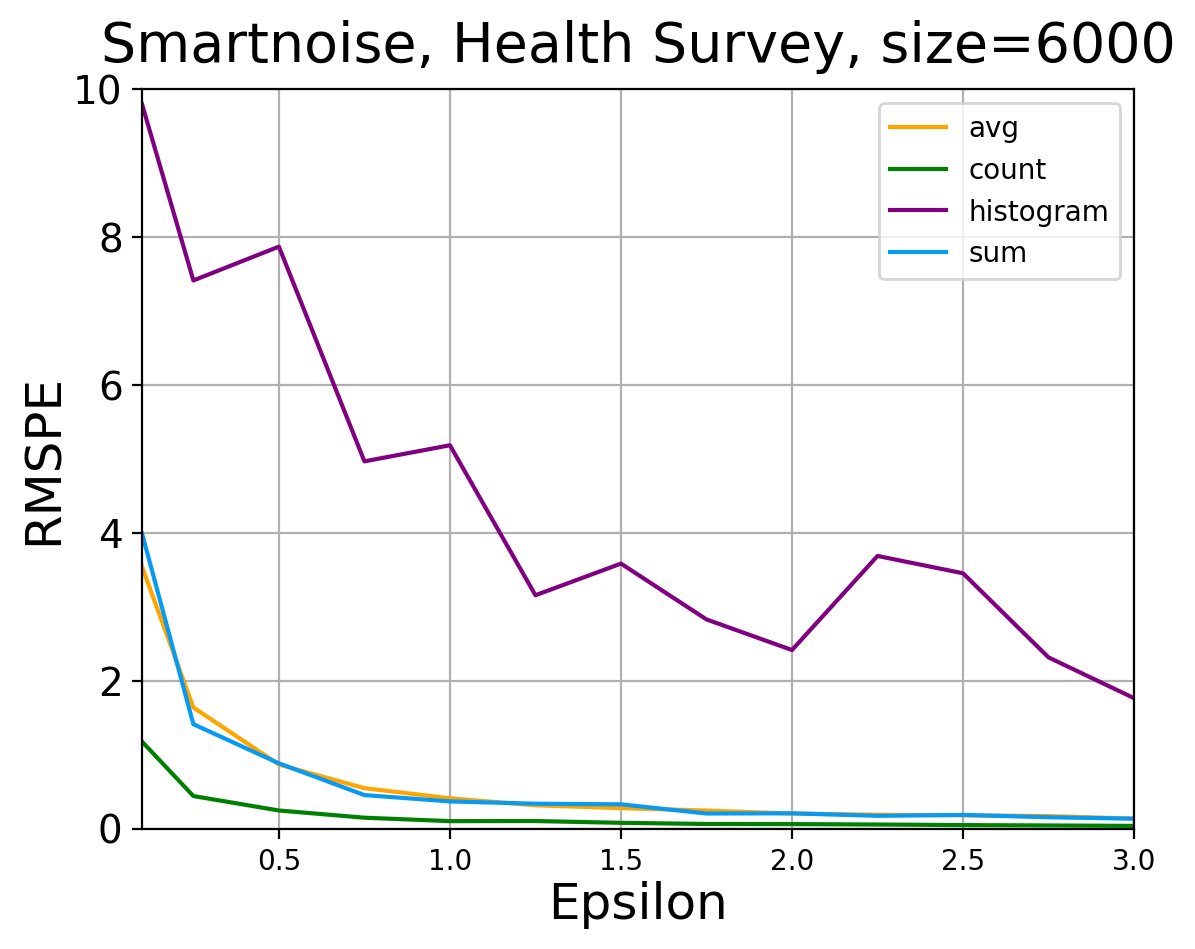 Smartnoise, Health Survey, size=6000
10
8
6
4
2
0
RMSPE
avg
count
histogram
sum
0.5 1.0 1.5 2.0 2.5 3.0
Epsilon